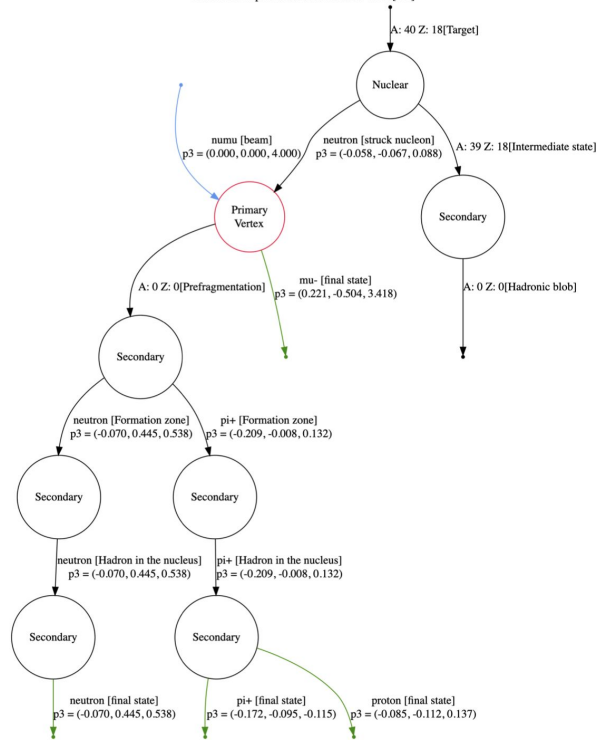 A: 40 Z: 18[Target]
Nuclear
numu [beam]
p3 = (0.000, 0.000, 4.000)
neutron [struck nucleon]
p3 = (-0.058, -0.067, 0.088)
A: 39 Z: 18[Intermediate state]
Primary
Vertex
Secondary
A: 0 Z: 0[Prefragmentation]
mu- [final state]
p3 = (0.221, -0.504, 3.418)
A: 0 Z: 0[Hadronic blob]
Secondary
neutron [Formation zone]
p3 = (-0.070, 0.445, 0.538)
pi+ [Formation zone]
p3 = (-0.209, -0.008, 0.132)
Secondary
Secondary
neutron [Hadron in the nucleus]
p3 = (-0.070, 0.445, 0.538)
pi+ [Hadron in the nucleus]
p3 = (-0.209, -0.008, 0.132)
Secondary
Secondary
neutron [final state]
p3 = (-0.070, 0.445, 0.538)
pi+ [final state]
p3 = (-0.172, -0.095, -0.115)
proton [final state]
p3 = (-0.085, -0.112, 0.137)